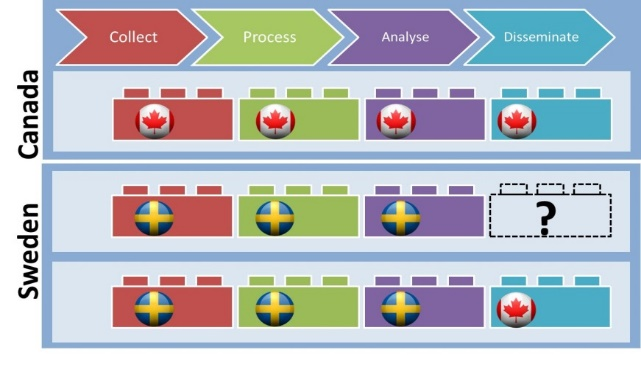 Collect
Process
Analyse
Disseminate
Canada
Sweden
?